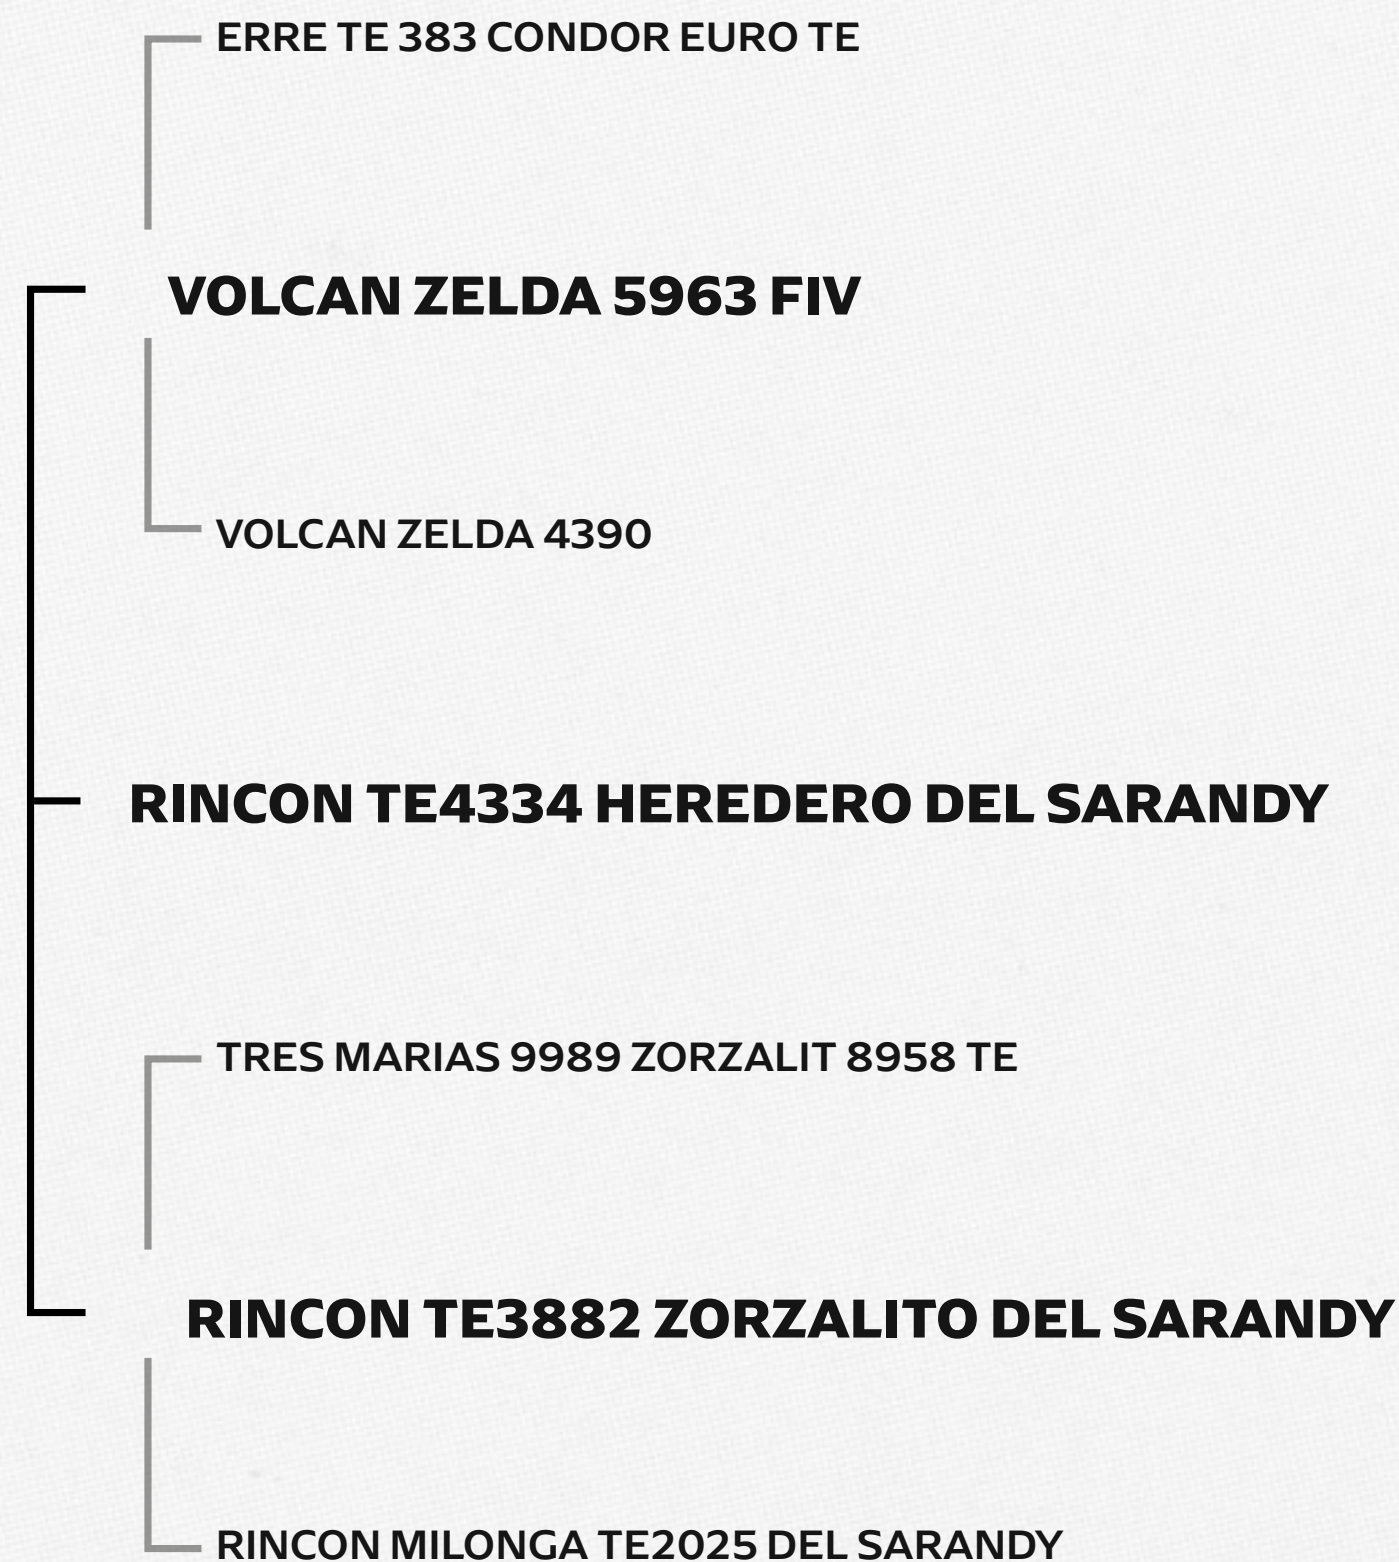 ERRE TE 383 CONDOR EURO TE
VOLCAN ZELDA 5963 FIV
VOLCAN ZELDA 4390
RINCON TE4334 HEREDERO DEL SARANDY
TRES MARIAS 9989 ZORZALIT 8958 TE
RINCON TE3882 ZORZALITO DEL SARANDY
RINCON MILONGA TE2025 DEL SARANDY